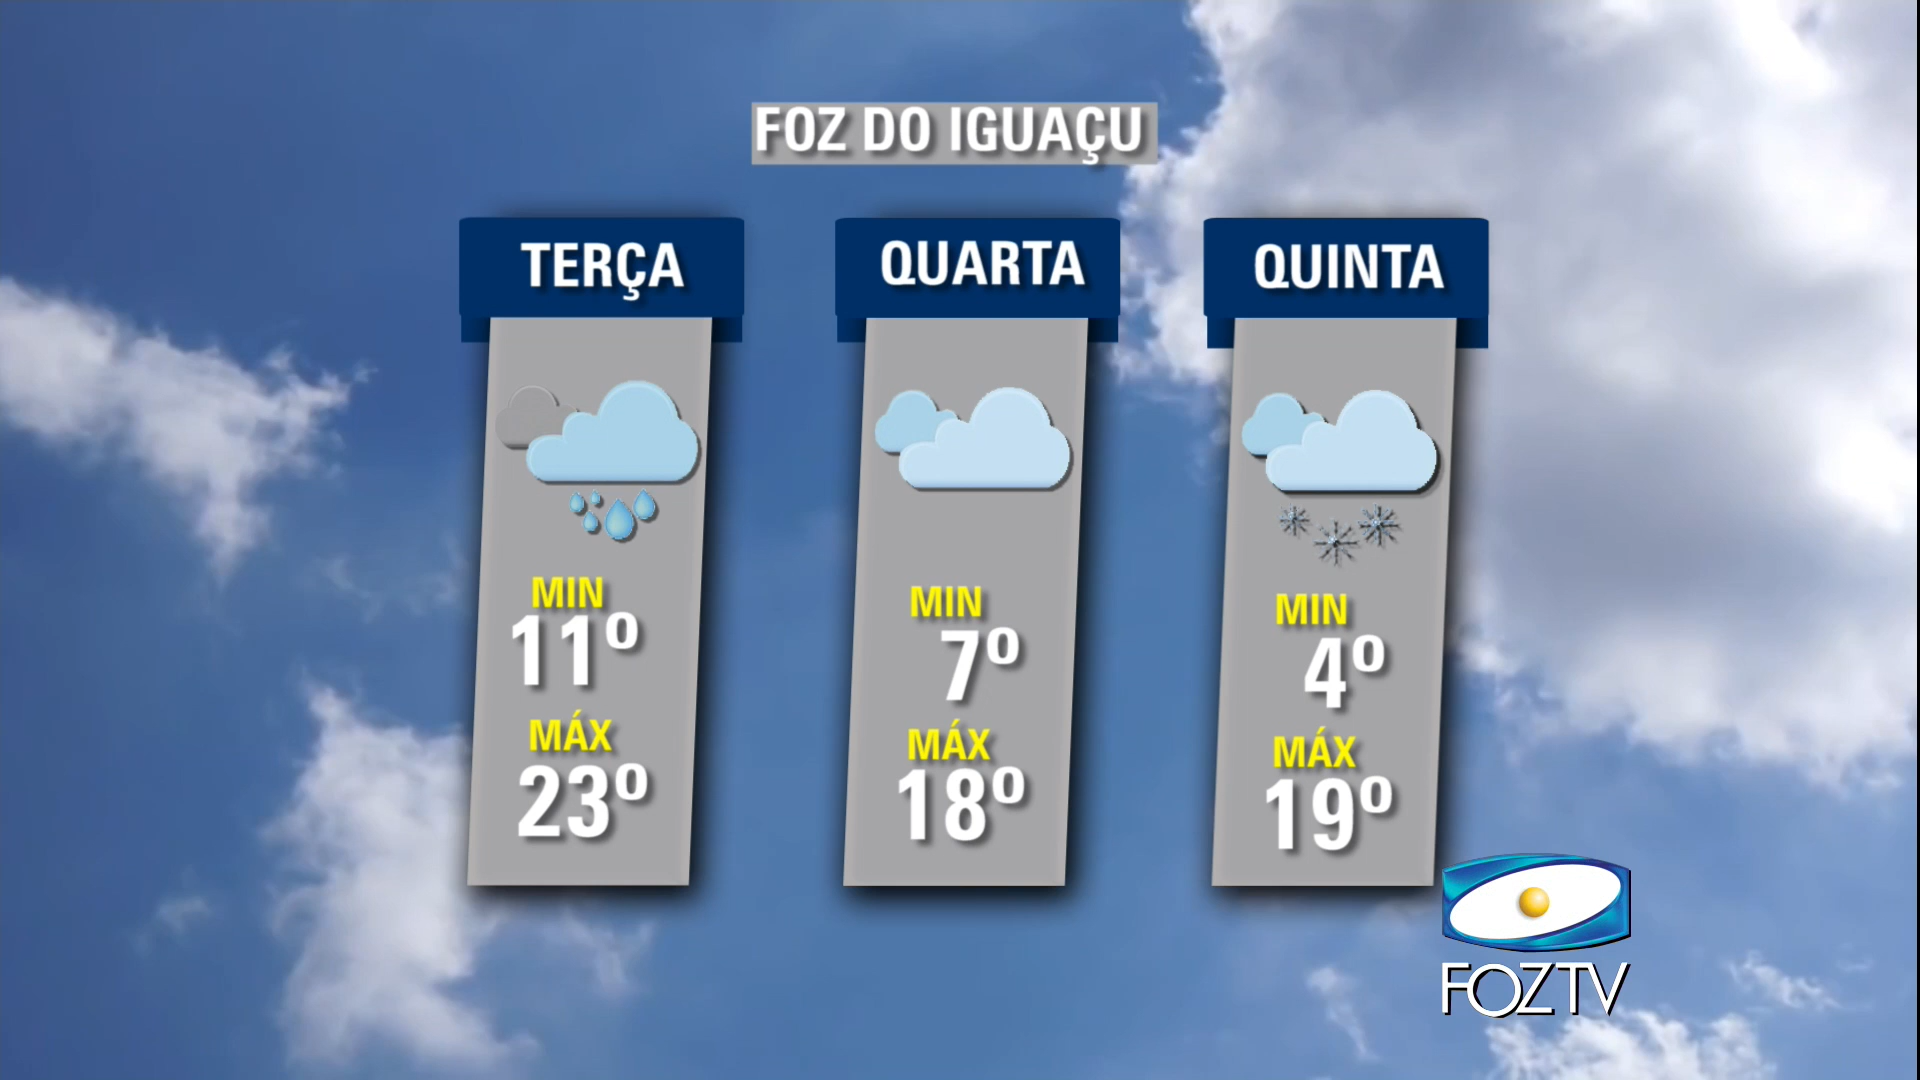 FOZ DO IGUAÇU
TERÇA
MIN
11º
MÁX
23º
QUARTA
MIN
7º
MÁX
18º
QUINTA
MIN
4º
MÁX
19º
FOZTV